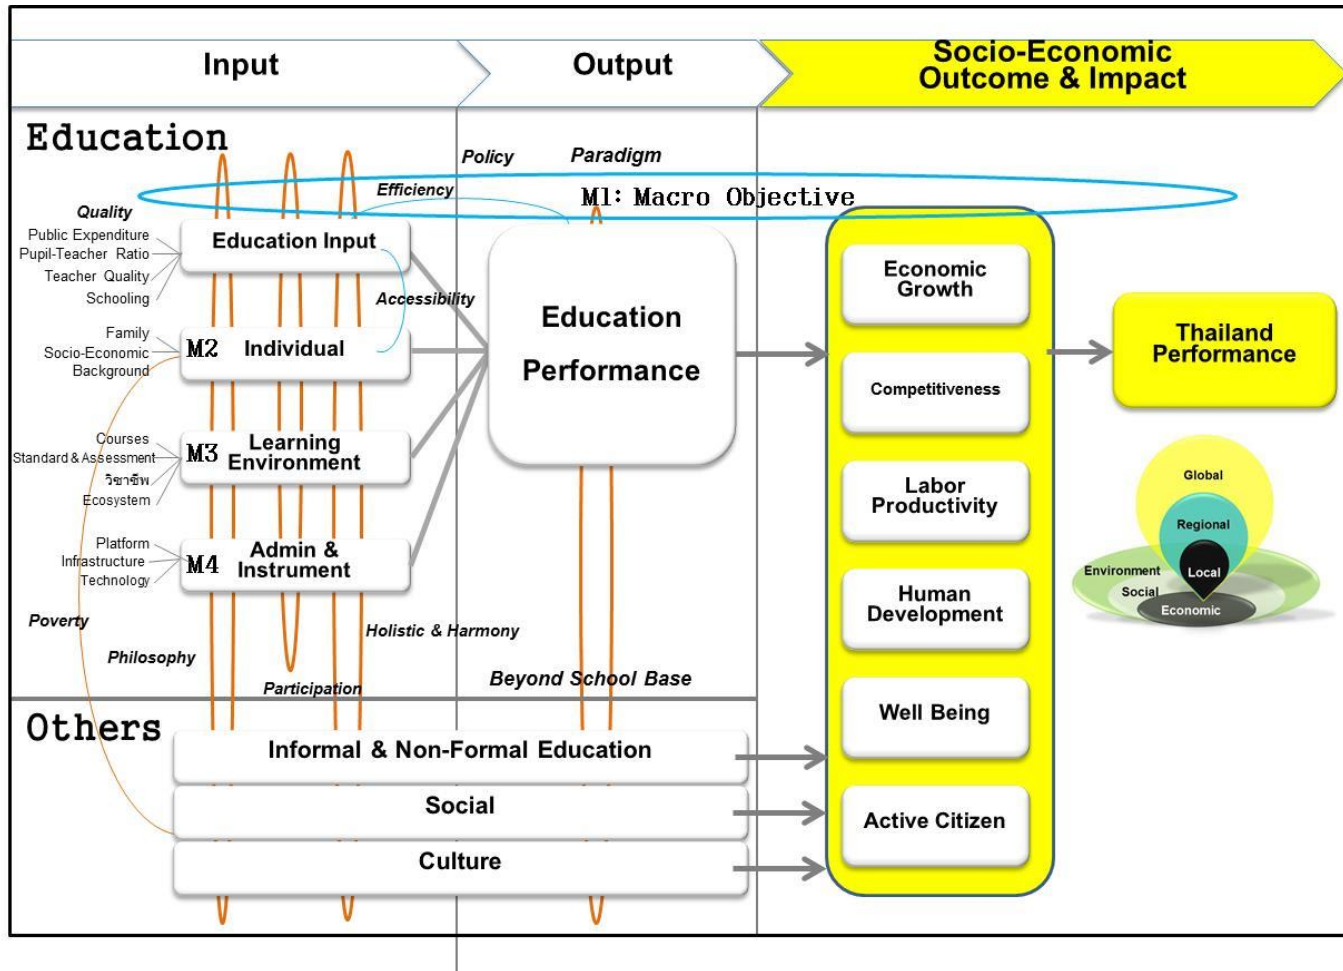 Input
Output
Socio-Economic
Outcome & Impact
Education
Policy
Paradigm
Efficiency
M1: Macro Objective
Quality
Public Expenditure
Pupil-Teacher Ratio
Teacher Quality
Schooling
Education Input
Accessibility
Family
Socio-Economic
Background
M2
Individual
Courses
Standard & Assessment
วิชาชีพ
Ecosystem
M3
Learning
Environment
Platform
Infrastructure
Technology
M4
Admin &
Instrument
Poverty
Philosophy
Participation
Holistic & Harmony
Education
Performance
Beyond School Base
Economic
Growth
Competitiveness
Labor
Productivity
Human
Development
Well Being
Active Citizen
Thailand
Performance
Global
Regional
Local
Environment
Social
Economic
Others
Informal & Non-Formal Education
Social
Culture